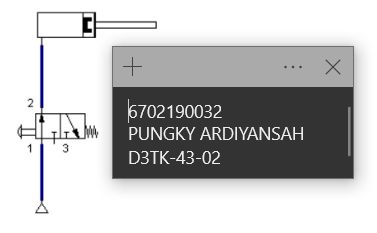 2
1 3
6702190032
PUNGKY ARDIYANSAH
D3TK-43-02